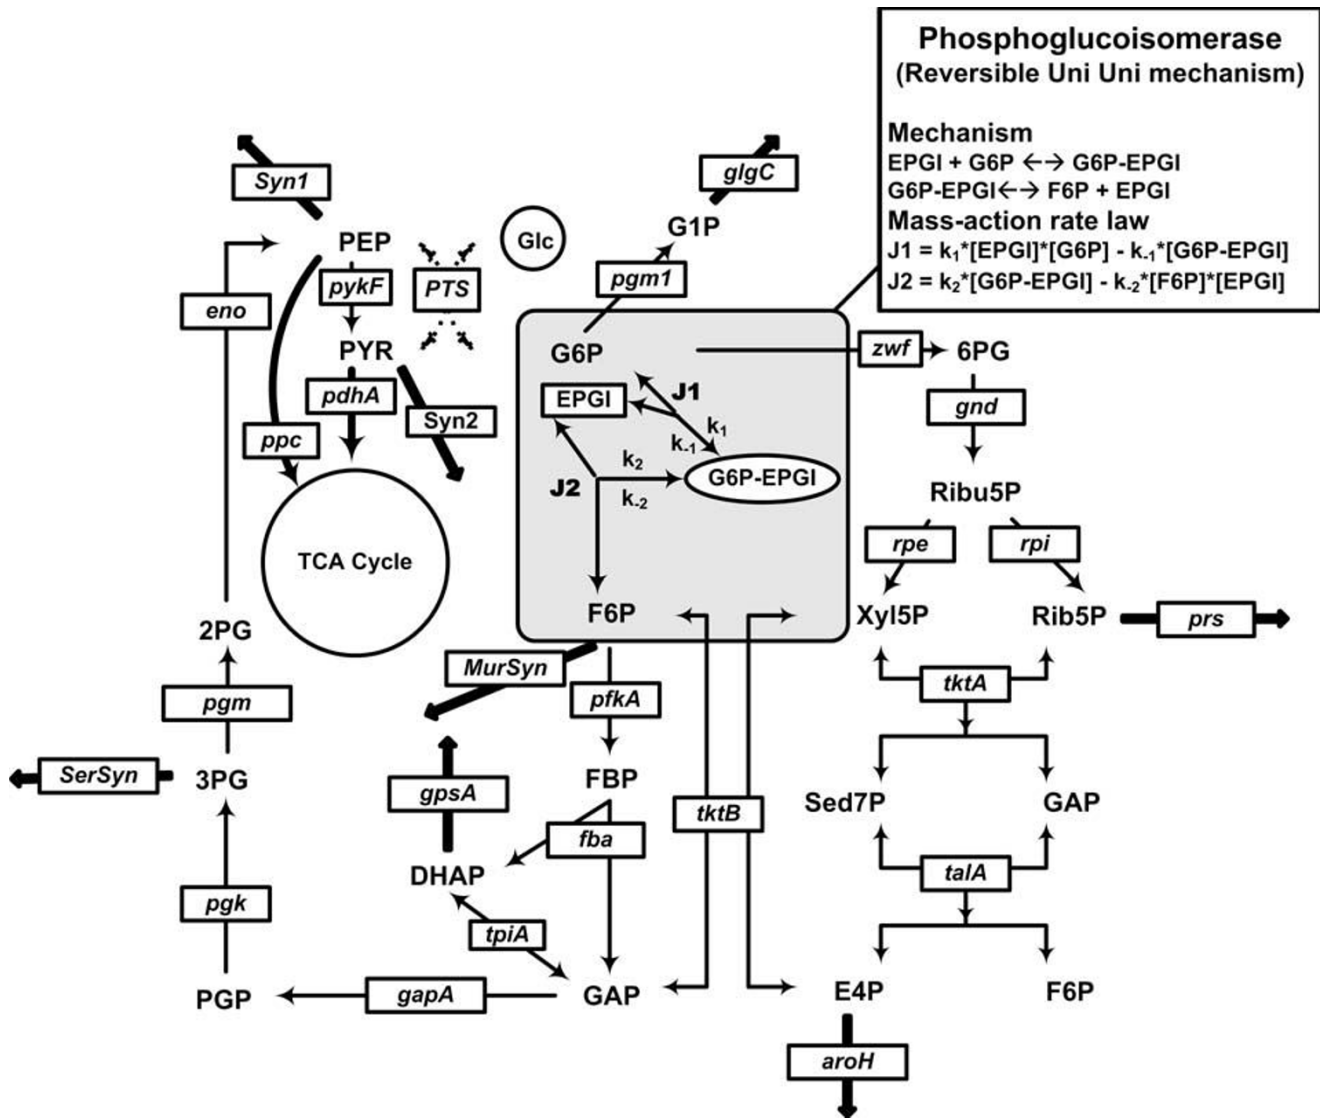 Phosphoglucoisomerase
(Reversible Uni Uni mechanism)
Mechanism
EPGI + G6P ←→ G6P-EPGI
G6P-EPGI←→ F6P + EPGI
Mass-action rate law
J1 = k₁*[EPGI]*[G6P] - k₋₁*[G6P-EPGI]
J2 = k₂*[G6P-EPGI] - k₋₂*[F6P]*[EPGI]
Syn1
glgC
G1P
Glc
PEP
pykF
PTS
pgm1
eno
PYR
G6P
zwf
6PG
pdhA
EPGI
J1
gnd
ppc
Syn2
k₁
k₋₁
k₂
J2
k₋₂
G6P-EPGI
Ribu5P
rpe
rpi
TCA Cycle
F6P
Xyl5P
Rib5P
prs
2PG
MurSyn
pfkA
tktA
pgm
SerSyn
3PG
gpsA
FBP
Sed7P
GAP
tktB
fba
DHAP
talA
pgk
tpiA
PGP
gapA
GAP
E4P
F6P
aroH